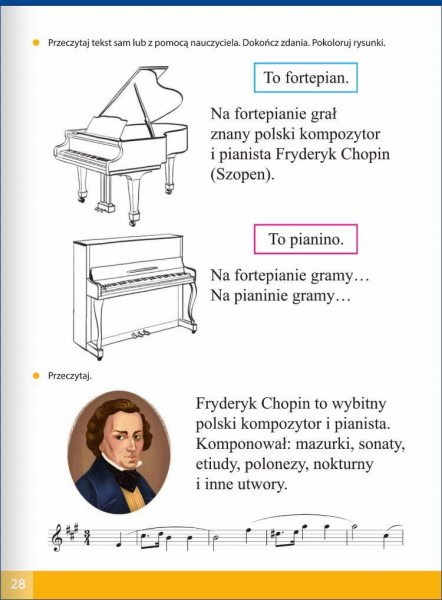 Przeczytaj tekst sam lub z pomocą nauczyciela. Dokończ zdania. Pokoloruj rysunki.
To fortepian.
Na fortepianie grał
znany polski kompozytor
i pianista Fryderyk Chopin
(Szopen).
To pianino.
Na fortepianie gramy…
Na pianinie gramy…
Przeczytaj.
Fryderyk Chopin to wybitny
polski kompozytor i pianista.
Komponował: mazurki, sonaty,
etiudy, polonezy, nokturny
i inne utwory.
3
4
28